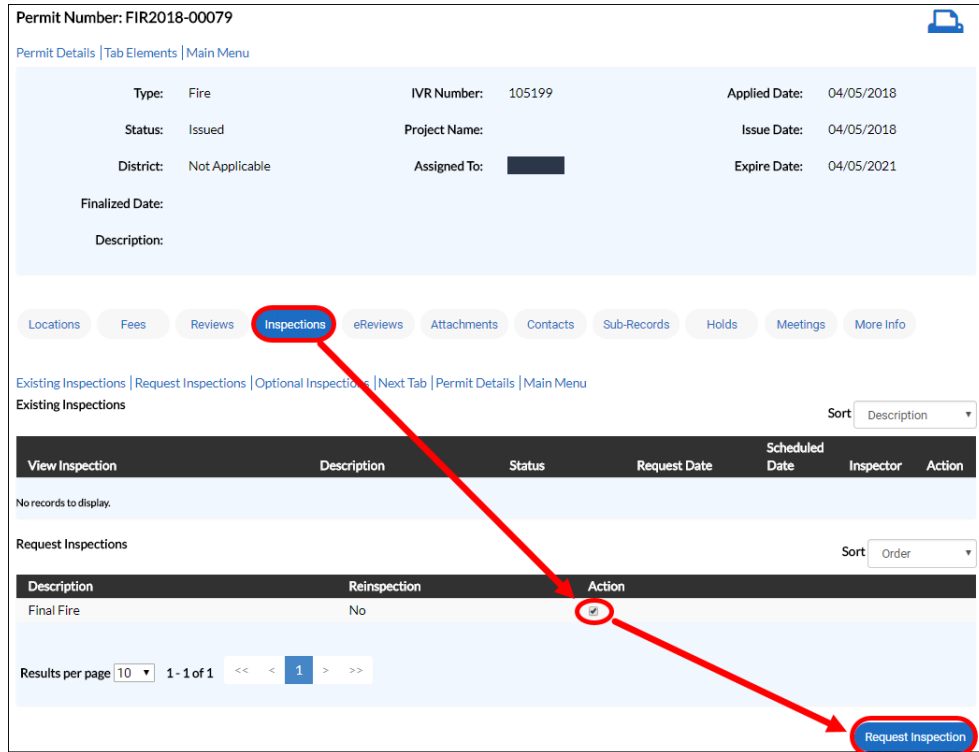 Permit Number: FIR2018-00079
Permit Details | Tab Elements | Main Menu
Type: Fire IVR Number: 105199 Applied Date: 04/05/2018
Status: Issued Project Name: Issue Date: 04/05/2018
District: Not Applicable Assigned To: Expire Date: 04/05/2021
Finalized Date:
Description:
Locations Fees Reviews Inspections eReviews Attachments Contacts Sub-Records Holds Meetings More Info
Existing Inspections | Request Inspections | Optional Inspections | Next Tab | Permit Details | Main Menu
Existing Inspections
Sort Description
View Inspection Description Status Request Date Scheduled Date Inspector Action
No records to display.
Request Inspections
Sort Order
Description Reinspection Action
Final Fire No
Results per page 10 1 - 1 of 1 << < 1 > >>
Request Inspection